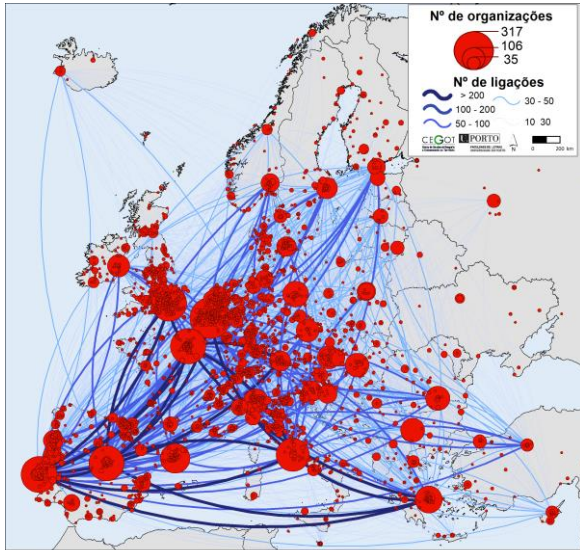 Nº de organizações
317
106
35
Nº de ligações
> 200
30 - 50
100 - 200
10 30
50 - 100
CEGOT
U.PORTO
N
0
200 km